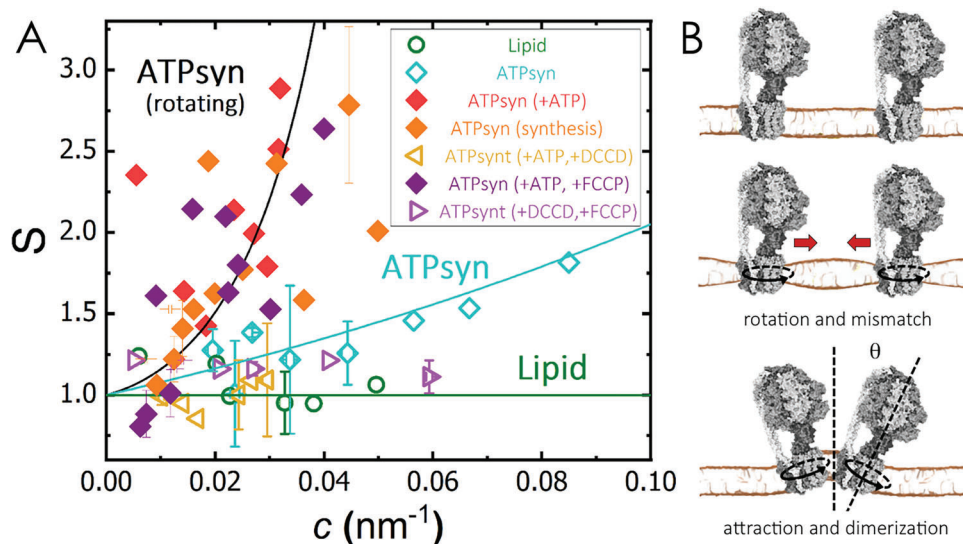 A
S
3.0
2.5
2.0
1.5
1.0
0.00
0.02
0.04
0.06
0.08
0.10
c (nm-1)
ATPsyn
(rotating)
ATPsyn
Lipid
Lipid
ATPsyn
ATPsyn (+ATP)
ATPsyn (synthesis)
ATPsynt (+ATP,+DCCD)
ATPsyn (+ATP, +FCCP)
ATPsynt (+DCCD,+FCCP)
B
rotation and mismatch
θ
attraction and dimerization